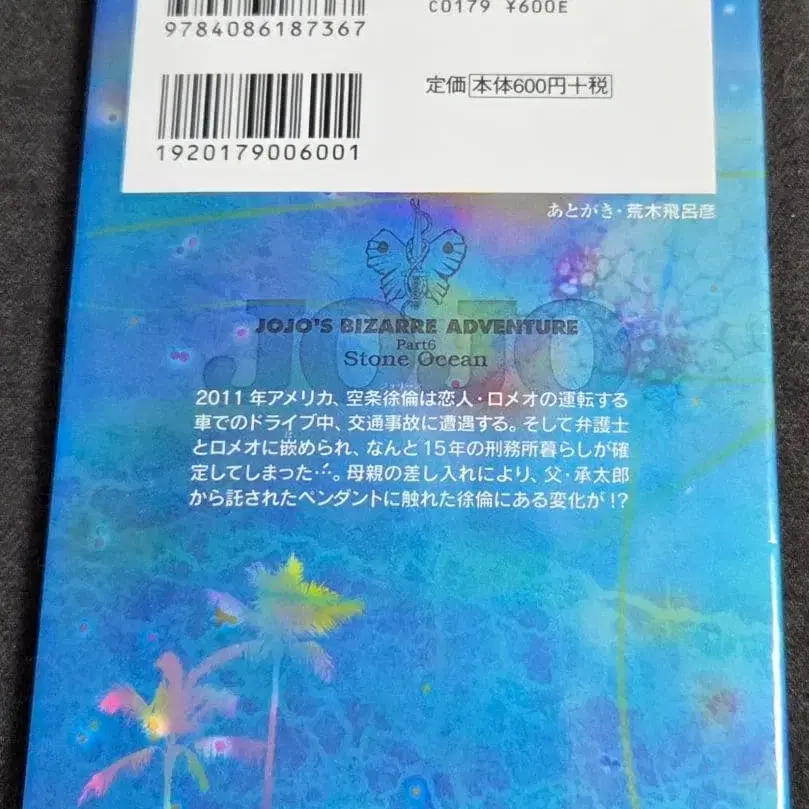 9784086187367
C0179 ¥600E
定価 本体600円+税
1920179006001
あとがき・荒木飛呂彦
JOJO
JOJO'S BIZARRE ADVENTURE
Part6
Stone Ocean
2011年アメリカ、空条徐倫は恋人・ロメオの運転する
車でのドライブ中、交通事故に遭遇する。そして弁護士
とロメオに嵌められ、なんと15年の刑務所暮らしが確
定してしまった…。母親の差し入れにより、父・承太郎
から託されたペンダントに触れた徐倫にある変化が!?